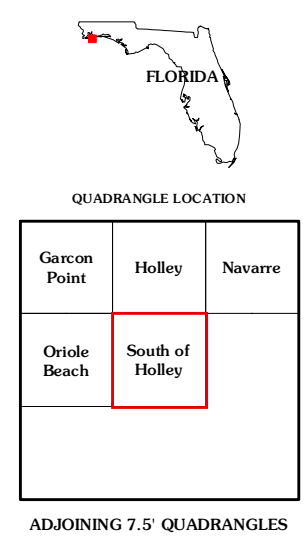 FLORIDA
QUADRANGLE LOCATION
Garcon
Point
Holley
Navarre
Oriole
Beach
South of
Holley
ADJOINING 7.5' QUADRANGLES